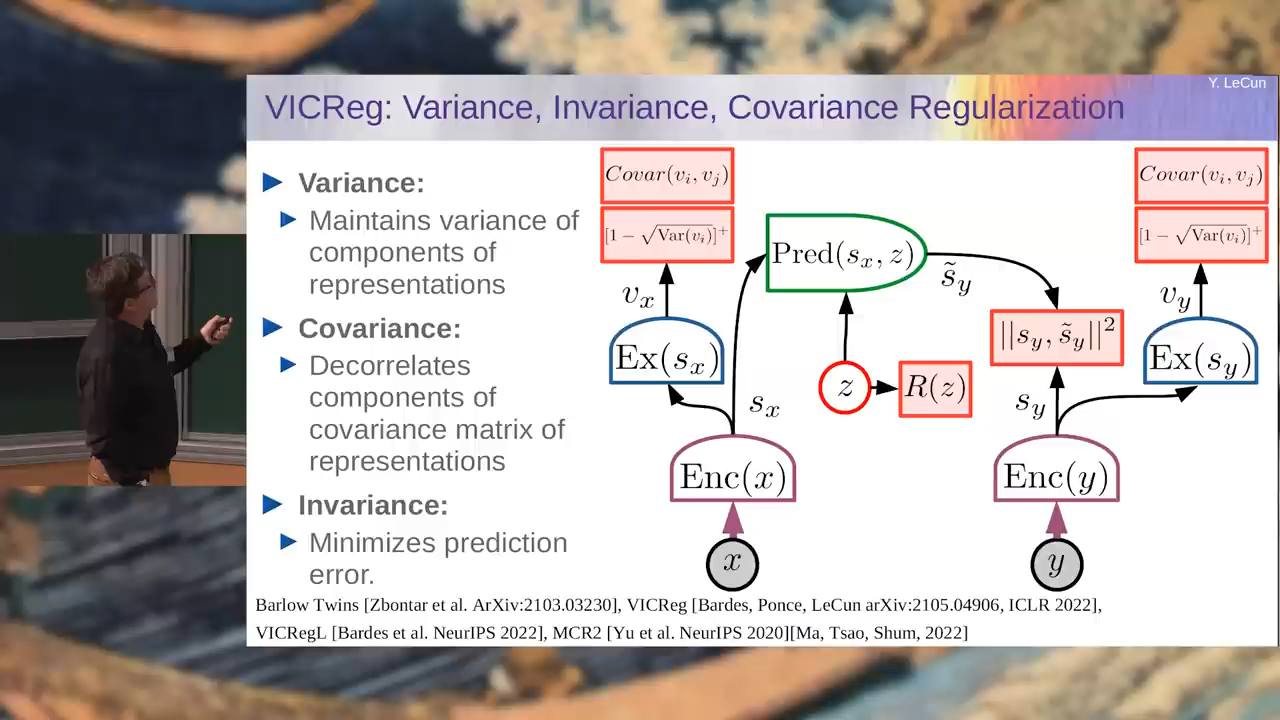 Y. LeCun
VICReg: Variance, Invariance, Covariance Regularization
Variance:
Maintains variance of
components of
representations
Covariance:
Decorrelates
components of
covariance matrix of
representations
Invariance:
Minimizes prediction
error.
Covar(v_i, v_j)
[1 − √Var(v_i)]^+
v_x
Ex(s_x)
s_x
Enc(x)
x
Pred(s_x, z)
s̃_y
z
R(z)
||s_y, s̃_y||^2
s_y
Enc(y)
y
Covar(v_i, v_j)
[1 − √Var(v_i)]^+
v_y
Ex(s_y)
Barlow Twins [Zbontar et al. ArXiv:2103.03230], VICReg [Bardes, Ponce, LeCun arXiv:2105.04906, ICLR 2022],
VICRegL [Bardes et al. NeurIPS 2022], MCR2 [Yu et al. NeurIPS 2020][Ma, Tsao, Shum, 2022]